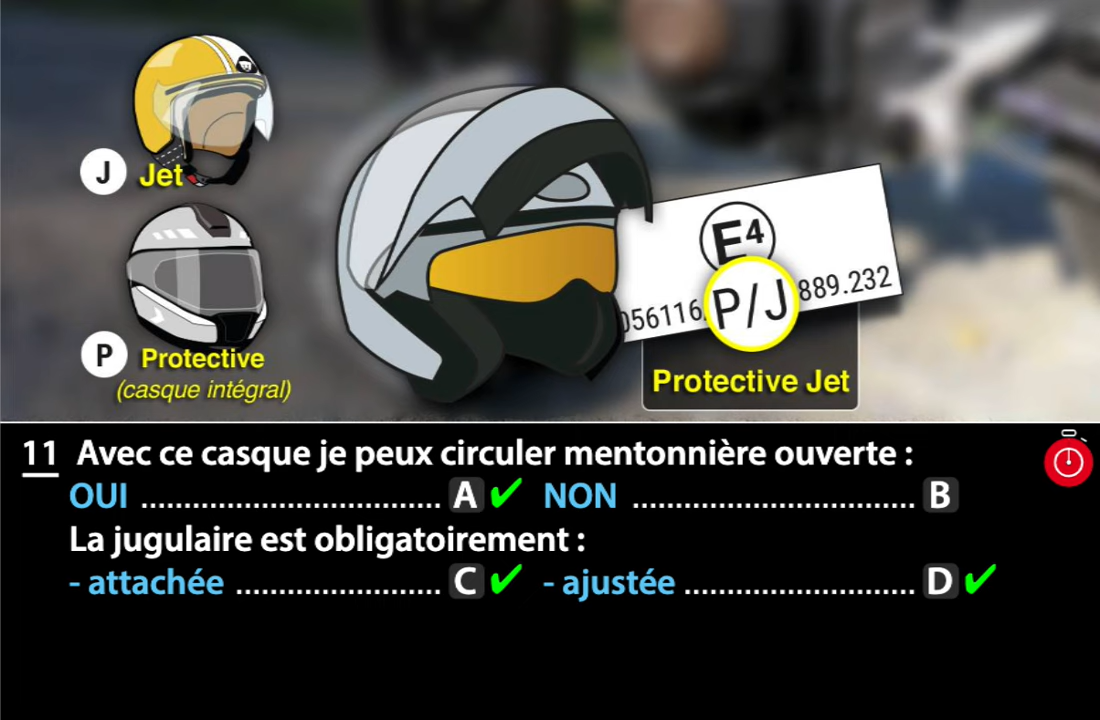 J Jet
P Protective
(casque intégral)
E4
056116 P/J 889.232
Protective Jet
11 Avec ce casque je peux circuler mentonnière ouverte :
OUI .................................. A ✔ NON ................................. B
La jugulaire est obligatoirement :
- attachée ........................ C ✔ - ajustée ........................... D ✔